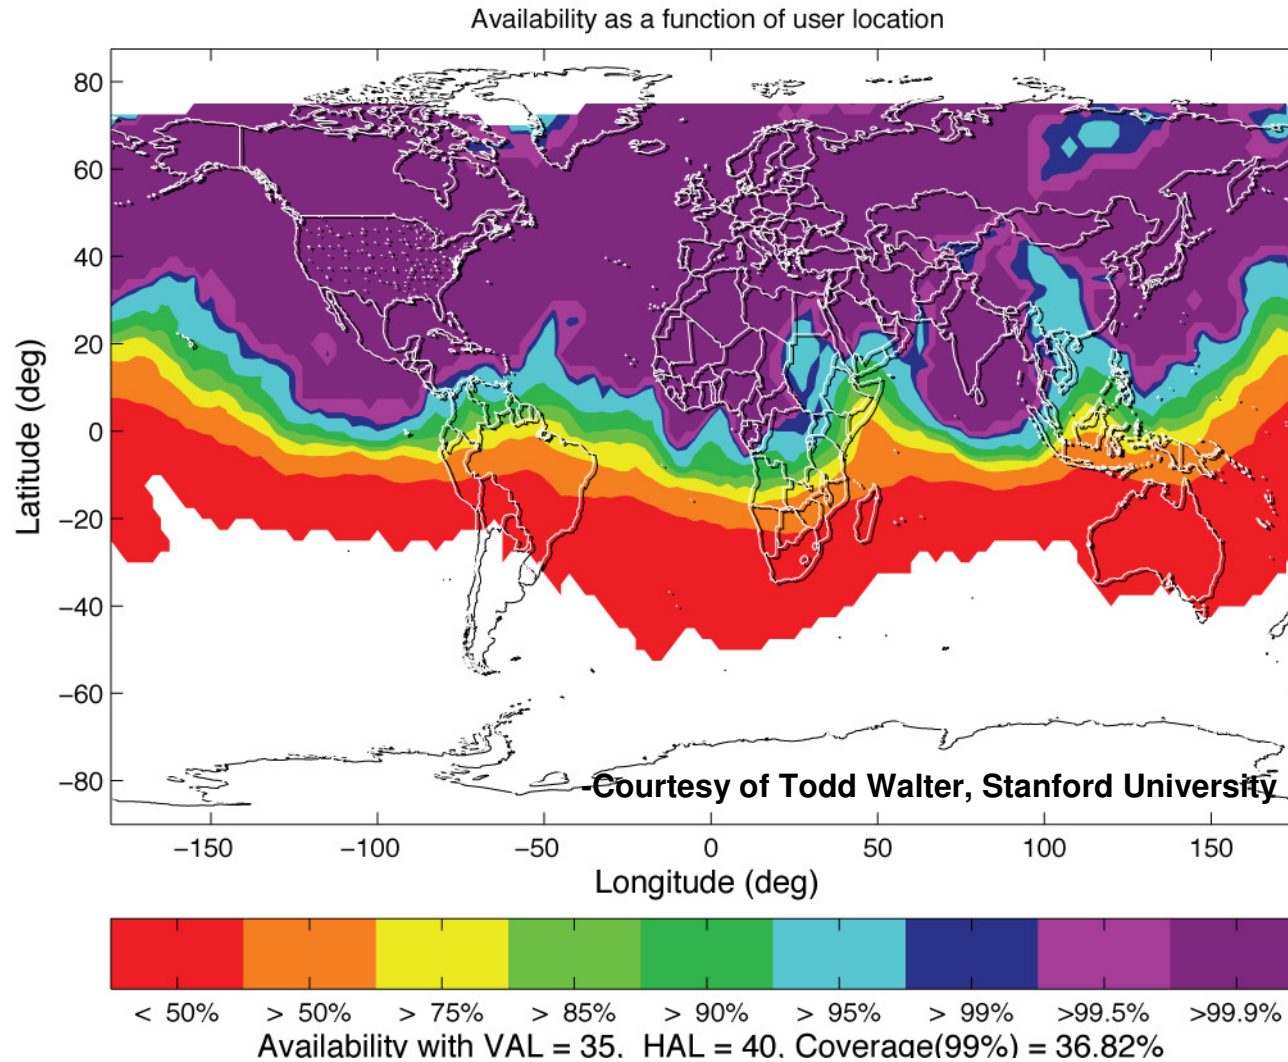 Availability as a function of user location
Latitude (deg)
80
60
40
20
0
−20
−40
−60
−80
-Courtesy of Todd Walter, Stanford University
−150 −100 −50 0 50 100 150
Longitude (deg)
< 50% > 50% > 75% > 85% > 90% > 95% > 99% >99.5% >99.9%
Availability with VAL = 35, HAL = 40, Coverage(99%) = 36.82%